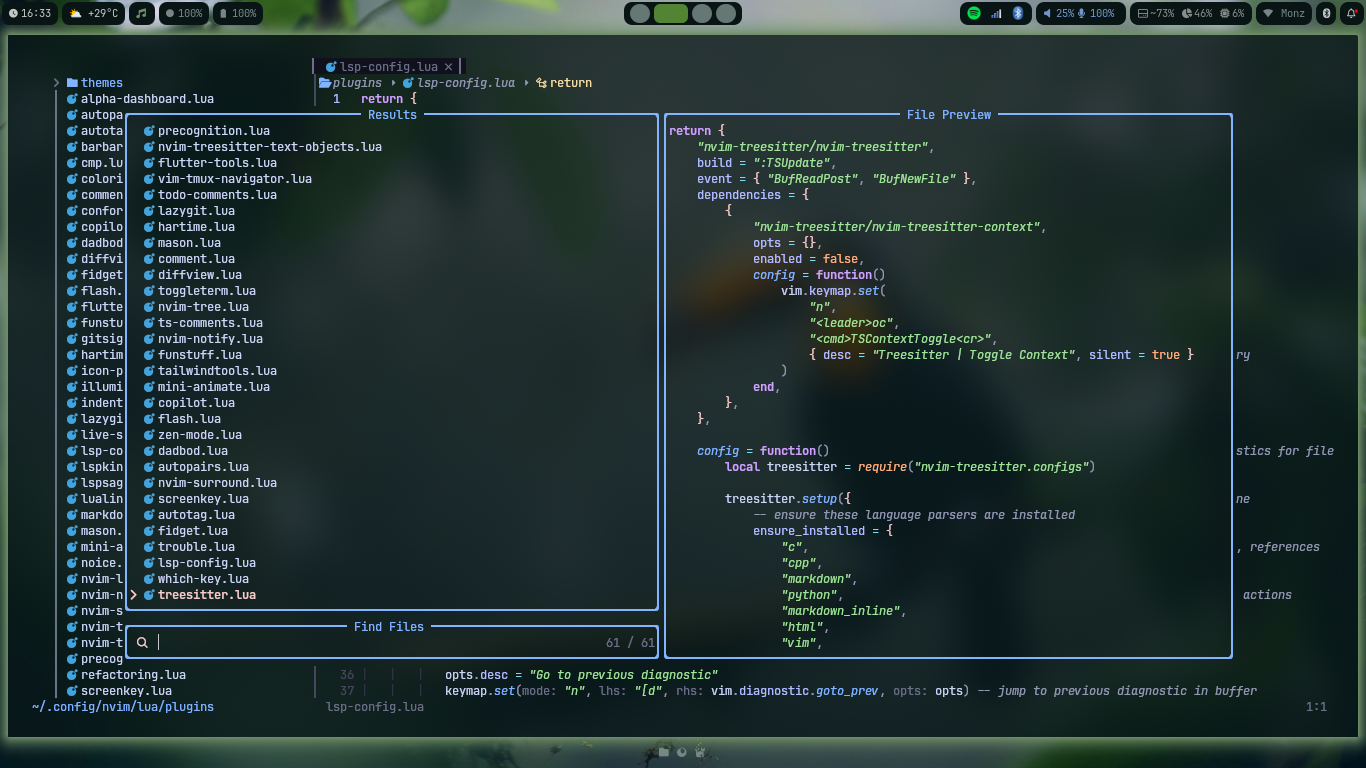 16:33 +29°C 100% 100% 25% 100% ~73% 46% 6% Monz
lsp-config.lua ×
themes
plugins › lsp-config.lua › return
alpha-dashboard.lua
1 return {
autopa
autota
barbar
cmp.lu
colori
commen
confor
copilo
dadbod
diffvi
fidget
flash.
flutte
funstu
gitsig
hartim
icon-p
illumi
indent
lazygi
live-s
lsp-co
lspkin
lspsag
lualin
markdo
mason.
mini-a
noice.
nvim-l
nvim-n
nvim-s
nvim-t
nvim-t
precog
refactoring.lua
screenkey.lua
Results
precognition.lua
nvim-treesitter-text-objects.lua
flutter-tools.lua
vim-tmux-navigator.lua
todo-comments.lua
lazygit.lua
hartime.lua
mason.lua
comment.lua
diffview.lua
toggleterm.lua
nvim-tree.lua
ts-comments.lua
nvim-notify.lua
funstuff.lua
tailwindtools.lua
mini-animate.lua
copilot.lua
flash.lua
zen-mode.lua
dadbod.lua
autopairs.lua
nvim-surround.lua
screenkey.lua
autotag.lua
fidget.lua
trouble.lua
lsp-config.lua
which-key.lua
> treesitter.lua
Find Files
61 / 61
File Preview
return {
"nvim-treesitter/nvim-treesitter",
build = ":TSUpdate",
event = { "BufReadPost", "BufNewFile" },
dependencies = {
{
"nvim-treesitter/nvim-treesitter-context",
opts = {},
enabled = false,
config = function()
vim.keymap.set(
"n",
"<leader>oc",
"<cmd>TSContextToggle<cr>",
{ desc = "Treesitter | Toggle Context", silent = true }
)
end,
},
},
config = function()
local treesitter = require("nvim-treesitter.configs")
treesitter.setup({
-- ensure these language parsers are installed
ensure_installed = {
"c",
"cpp",
"markdown",
"python",
"markdown_inline",
"html",
"vim",
ry
stics for file
ne
, references
actions
36 opts.desc = "Go to previous diagnostic"
37 keymap.set(mode: "n", lhs: "[d", rhs: vim.diagnostic.goto_prev, opts: opts) -- jump to previous diagnostic in buffer
~/.config/nvim/lua/plugins lsp-config.lua 1:1